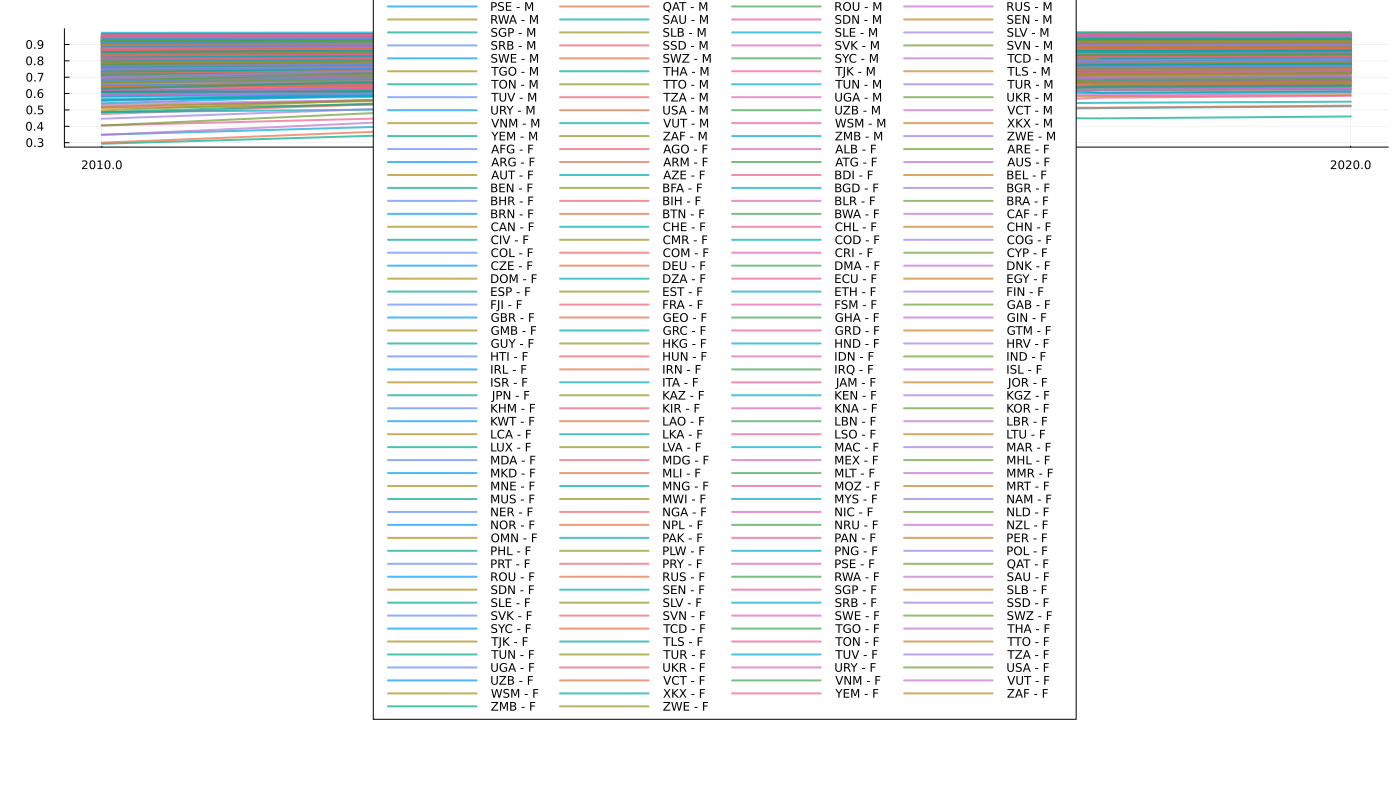 PSE - M QAT - M ROU - M RUS - M
RWA - M SAU - M SDN - M SEN - M
SGP - M SLB - M SLE - M SLV - M
SRB - M SSD - M SVK - M SVN - M
SWE - M SWZ - M SYC - M TCD - M
TGO - M THA - M TJK - M TLS - M
TON - M TTO - M TUN - M TUR - M
TUV - M TZA - M UGA - M UKR - M
URY - M USA - M UZB - M VCT - M
VNM - M VUT - M WSM - M XKX - M
YEM - M ZAF - M ZMB - M ZWE - M
AFG - F AGO - F ALB - F ARE - F
ARG - F ARM - F ATG - F AUS - F
AUT - F AZE - F BDI - F BEL - F
BEN - F BFA - F BGD - F BGR - F
BHR - F BIH - F BLR - F BRA - F
BRN - F BTN - F BWA - F CAF - F
CAN - F CHE - F CHL - F CHN - F
CIV - F CMR - F COD - F COG - F
COL - F COM - F CRI - F CYP - F
CZE - F DEU - F DMA - F DNK - F
DOM - F DZA - F ECU - F EGY - F
ESP - F EST - F ETH - F FIN - F
FJI - F FRA - F FSM - F GAB - F
GBR - F GEO - F GHA - F GIN - F
GMB - F GRC - F GRD - F GTM - F
GUY - F HKG - F HND - F HRV - F
HTI - F HUN - F IDN - F IND - F
IRL - F IRN - F IRQ - F ISL - F
ISR - F ITA - F JAM - F JOR - F
JPN - F KAZ - F KEN - F KGZ - F
KHM - F KIR - F KNA - F KOR - F
KWT - F LAO - F LBN - F LBR - F
LCA - F LKA - F LSO - F LTU - F
LUX - F LVA - F MAC - F MAR - F
MDA - F MDG - F MEX - F MHL - F
MKD - F MLI - F MLT - F MMR - F
MNE - F MNG - F MOZ - F MRT - F
MUS - F MWI - F MYS - F NAM - F
NER - F NGA - F NIC - F NLD - F
NOR - F NPL - F NRU - F NZL - F
OMN - F PAK - F PAN - F PER - F
PHL - F PLW - F PNG - F POL - F
PRT - F PRY - F PSE - F QAT - F
ROU - F RUS - F RWA - F SAU - F
SDN - F SEN - F SGP - F SLB - F
SLE - F SLV - F SRB - F SSD - F
SVK - F SVN - F SWE - F SWZ - F
SYC - F TCD - F TGO - F THA - F
TJK - F TLS - F TON - F TTO - F
TUN - F TUR - F TUV - F TZA - F
UGA - F UKR - F URY - F USA - F
UZB - F VCT - F VNM - F VUT - F
WSM - F XKX - F YEM - F ZAF - F
ZMB - F ZWE - F
0.9
0.8
0.7
0.6
0.5
0.4
0.3
2010.0 2020.0